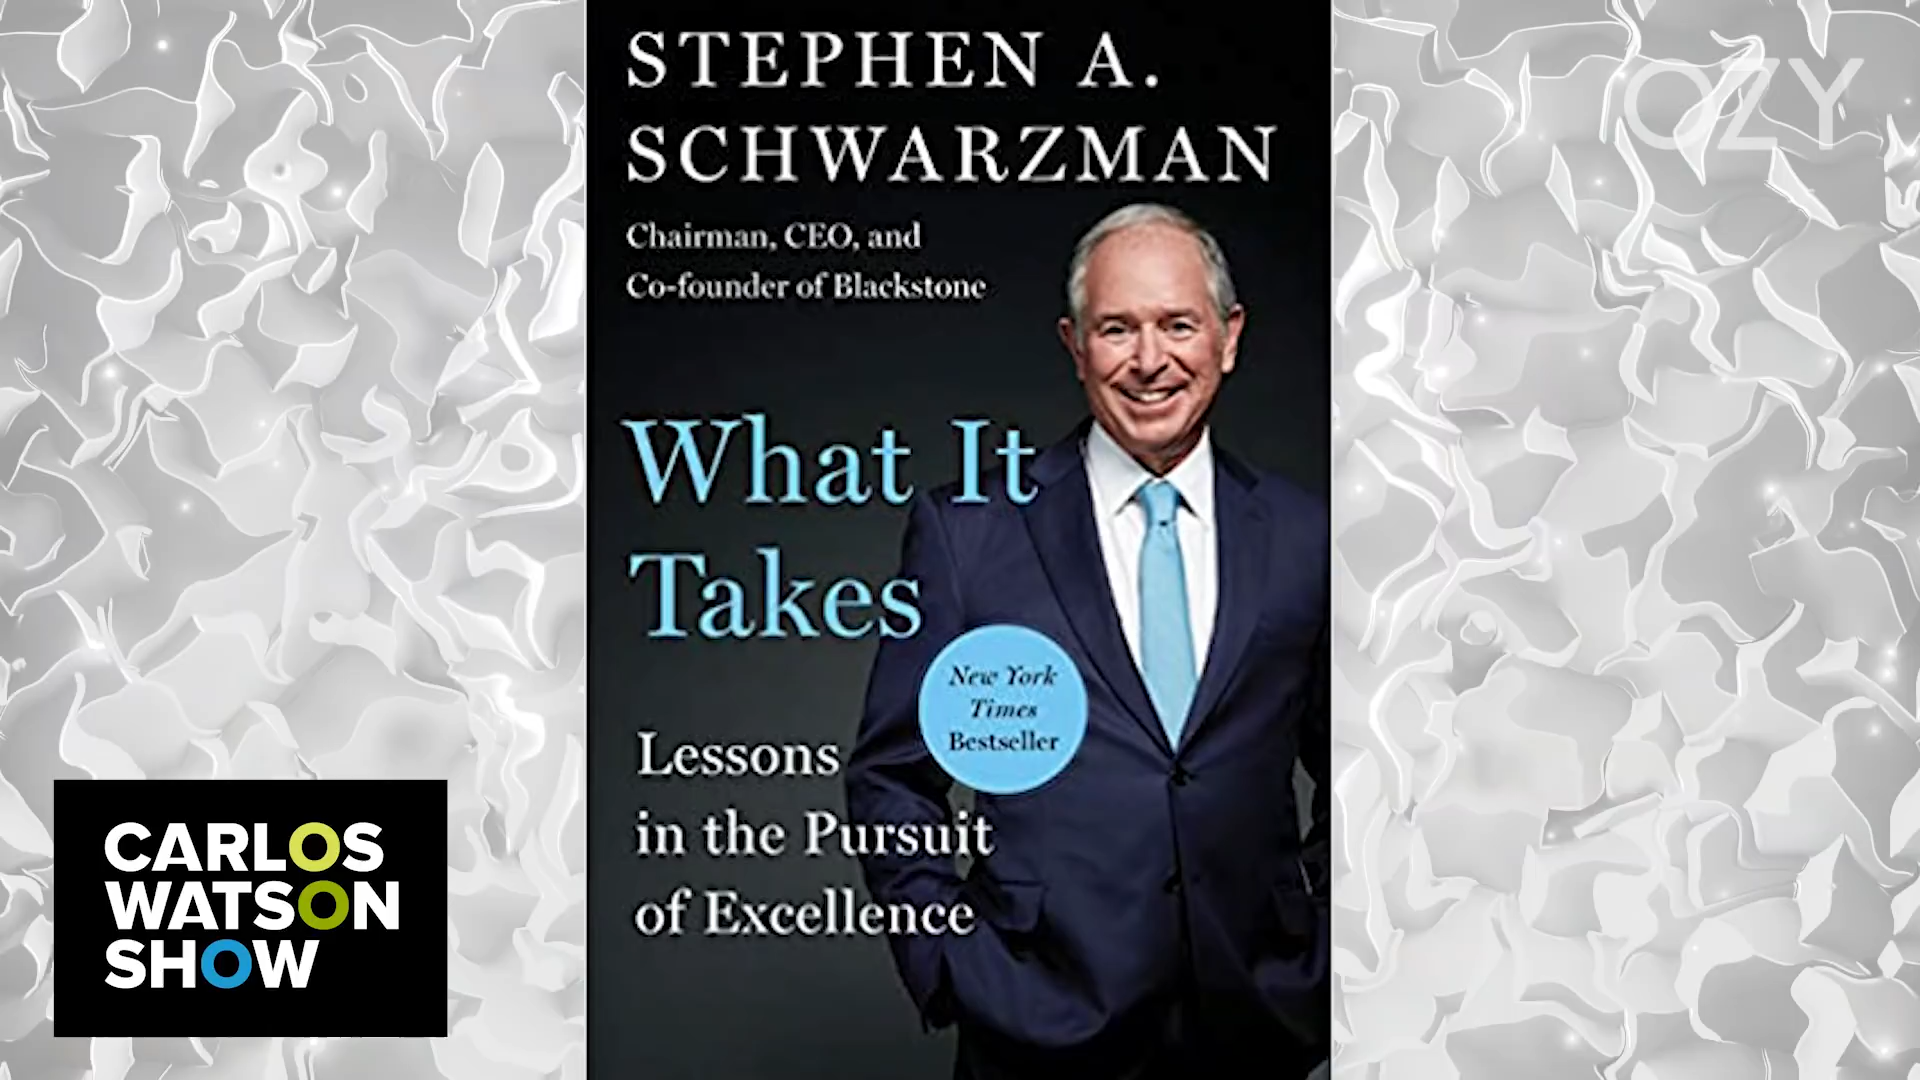 STEPHEN A.
SCHWARZMAN
Chairman, CEO, and
Co-founder of Blackstone
What It
Takes
New York
Times
Bestseller
Lessons
in the Pursuit
of Excellence
OZY
CARLOS
WATSON
SHOW